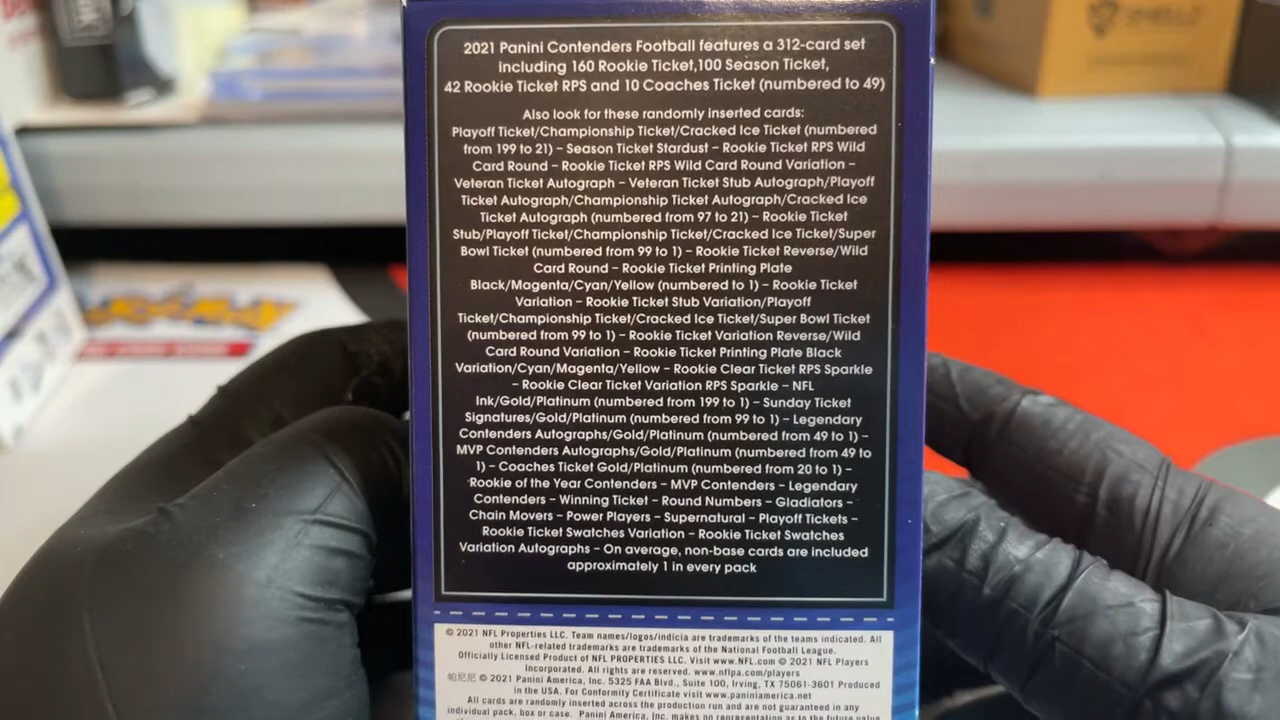 2021 Panini Contenders Football features a 312-card set
including 160 Rookie Ticket,100 Season Ticket,
42 Rookie Ticket RPS and 10 Coaches Ticket (numbered to 49)
Also look for these randomly inserted cards:
Playoff Ticket/Championship Ticket/Cracked Ice Ticket (numbered
from 199 to 21) – Season Ticket Stardust – Rookie Ticket RPS Wild
Card Round – Rookie Ticket RPS Wild Card Round Variation –
Veteran Ticket Autograph – Veteran Ticket Stub Autograph/Playoff
Ticket Autograph/Championship Ticket Autograph/Cracked Ice
Ticket Autograph (numbered from 97 to 21) – Rookie Ticket
Stub/Playoff Ticket/Championship Ticket/Cracked Ice Ticket/Super
Bowl Ticket (numbered from 99 to 1) – Rookie Ticket Reverse/Wild
Card Round – Rookie Ticket Printing Plate
Black/Magenta/Cyan/Yellow (numbered to 1) – Rookie Ticket
Variation – Rookie Ticket Stub Variation/Playoff
Ticket/Championship Ticket/Cracked Ice Ticket/Super Bowl Ticket
(numbered from 99 to 1) – Rookie Ticket Variation Reverse/Wild
Card Round Variation – Rookie Ticket Printing Plate Black
Variation/Cyan/Magenta/Yellow – Rookie Clear Ticket RPS Sparkle
– Rookie Clear Ticket Variation RPS Sparkle – NFL
Ink/Gold/Platinum (numbered from 199 to 1) – Sunday Ticket
Signatures/Gold/Platinum (numbered from 99 to 1) – Legendary
Contenders Autographs/Gold/Platinum (numbered from 49 to 1) –
MVP Contenders Autographs/Gold/Platinum (numbered from 49 to
1) – Coaches Ticket Gold/Platinum (numbered from 20 to 1) –
Rookie of the Year Contenders – MVP Contenders – Legendary
Contenders – Winning Ticket – Round Numbers – Gladiators –
Chain Movers – Power Players – Supernatural – Playoff Tickets –
Rookie Ticket Swatches Variation – Rookie Ticket Swatches
Variation Autographs – On average, non-base cards are included
approximately 1 in every pack
© 2021 NFL Properties LLC. Team names/logos/indicia are trademarks of the teams indicated. All
other NFL-related trademarks are trademarks of the National Football League.
Officially Licensed Product of NFL PROPERTIES LLC. Visit www.NFL.com © 2021 NFL Players
Incorporated. All rights are reserved. www.nflpa.com/players
帕尼尼 © 2021 Panini America, Inc. 5325 FAA Blvd., Suite 100, Irving, TX 75061-3601 Produced
in the USA. For Conformity Certificate visit www.paniniamerica.net
All cards are randomly inserted across the production run and are not guaranteed in any
individual pack, box or case. Panini America, Inc. makes no representation as to the future value